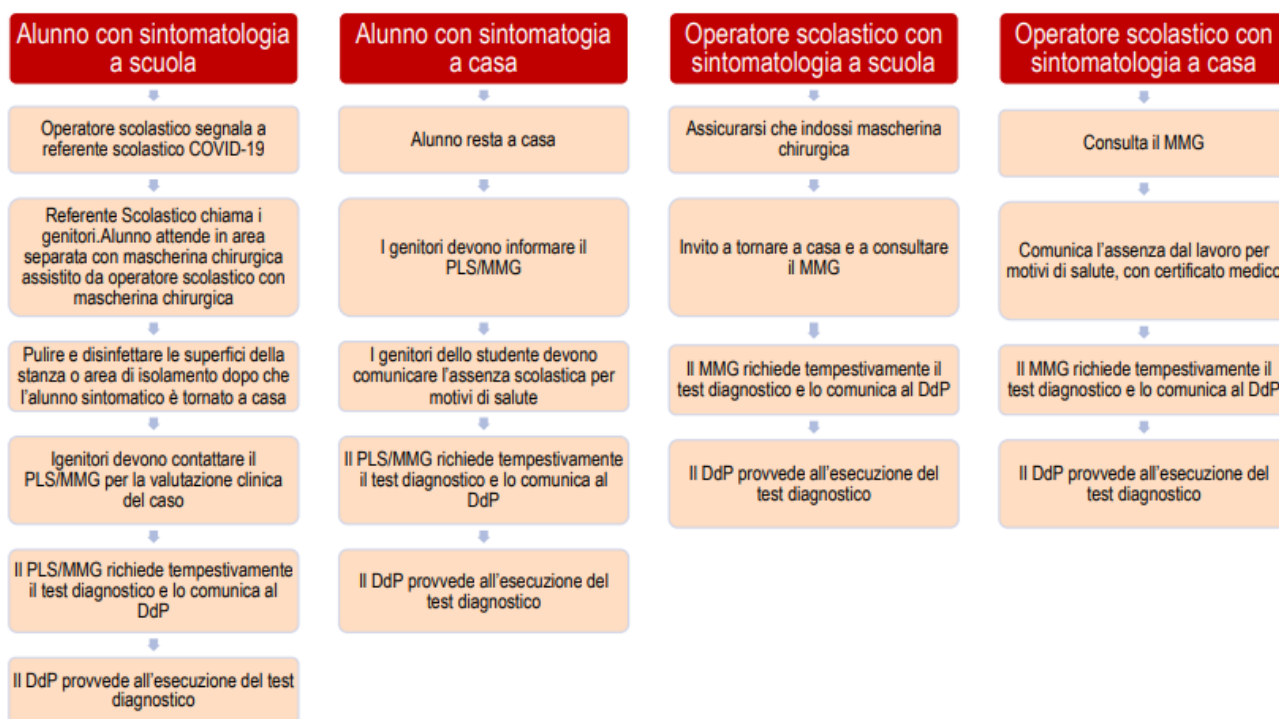 Alunno con sintomatologia
a scuola
Operatore scolastico segnala a
referente scolastico COVID-19
Referente Scolastico chiama i
genitori.Alunno attende in area
separata con mascherina chirurgica
assistito da operatore scolastico con
mascherina chirurgica
Pulire e disinfettare le superfici della
stanza o area di isolamento dopo che
l'alunno sintomatico è tornato a casa
Igenitori devono contattare il
PLS/MMG per la valutazione clinica
del caso
Il PLS/MMG richiede tempestivamente
il test diagnostico e lo comunica al
DdP
Il DdP provvede all'esecuzione del test
diagnostico
Alunno con sintomatogia
a casa
Alunno resta a casa
I genitori devono informare il
PLS/MMG
I genitori dello studente devono
comunicare l'assenza scolastica per
motivi di salute
Il PLS/MMG richiede tempestivamente
il test diagnostico e lo comunica al
DdP
Il DdP provvede all'esecuzione del
test diagnostico
Operatore scolastico con
sintomatologia a scuola
Assicurarsi che indossi mascherina
chirurgica
Invito a tornare a casa e a consultare
il MMG
Il MMG richiede tempestivamente il
test diagnostico e lo comunica al DdP
Il DdP provvede all'esecuzione del
test diagnostico
Operatore scolastico con
sintomatologia a casa
Consulta il MMG
Comunica l'assenza dal lavoro per
motivi di salute, con certificato medico
Il MMG richiede tempestivamente il
test diagnostico e lo comunica al DdP
Il DdP provvede all'esecuzione del
test diagnostico